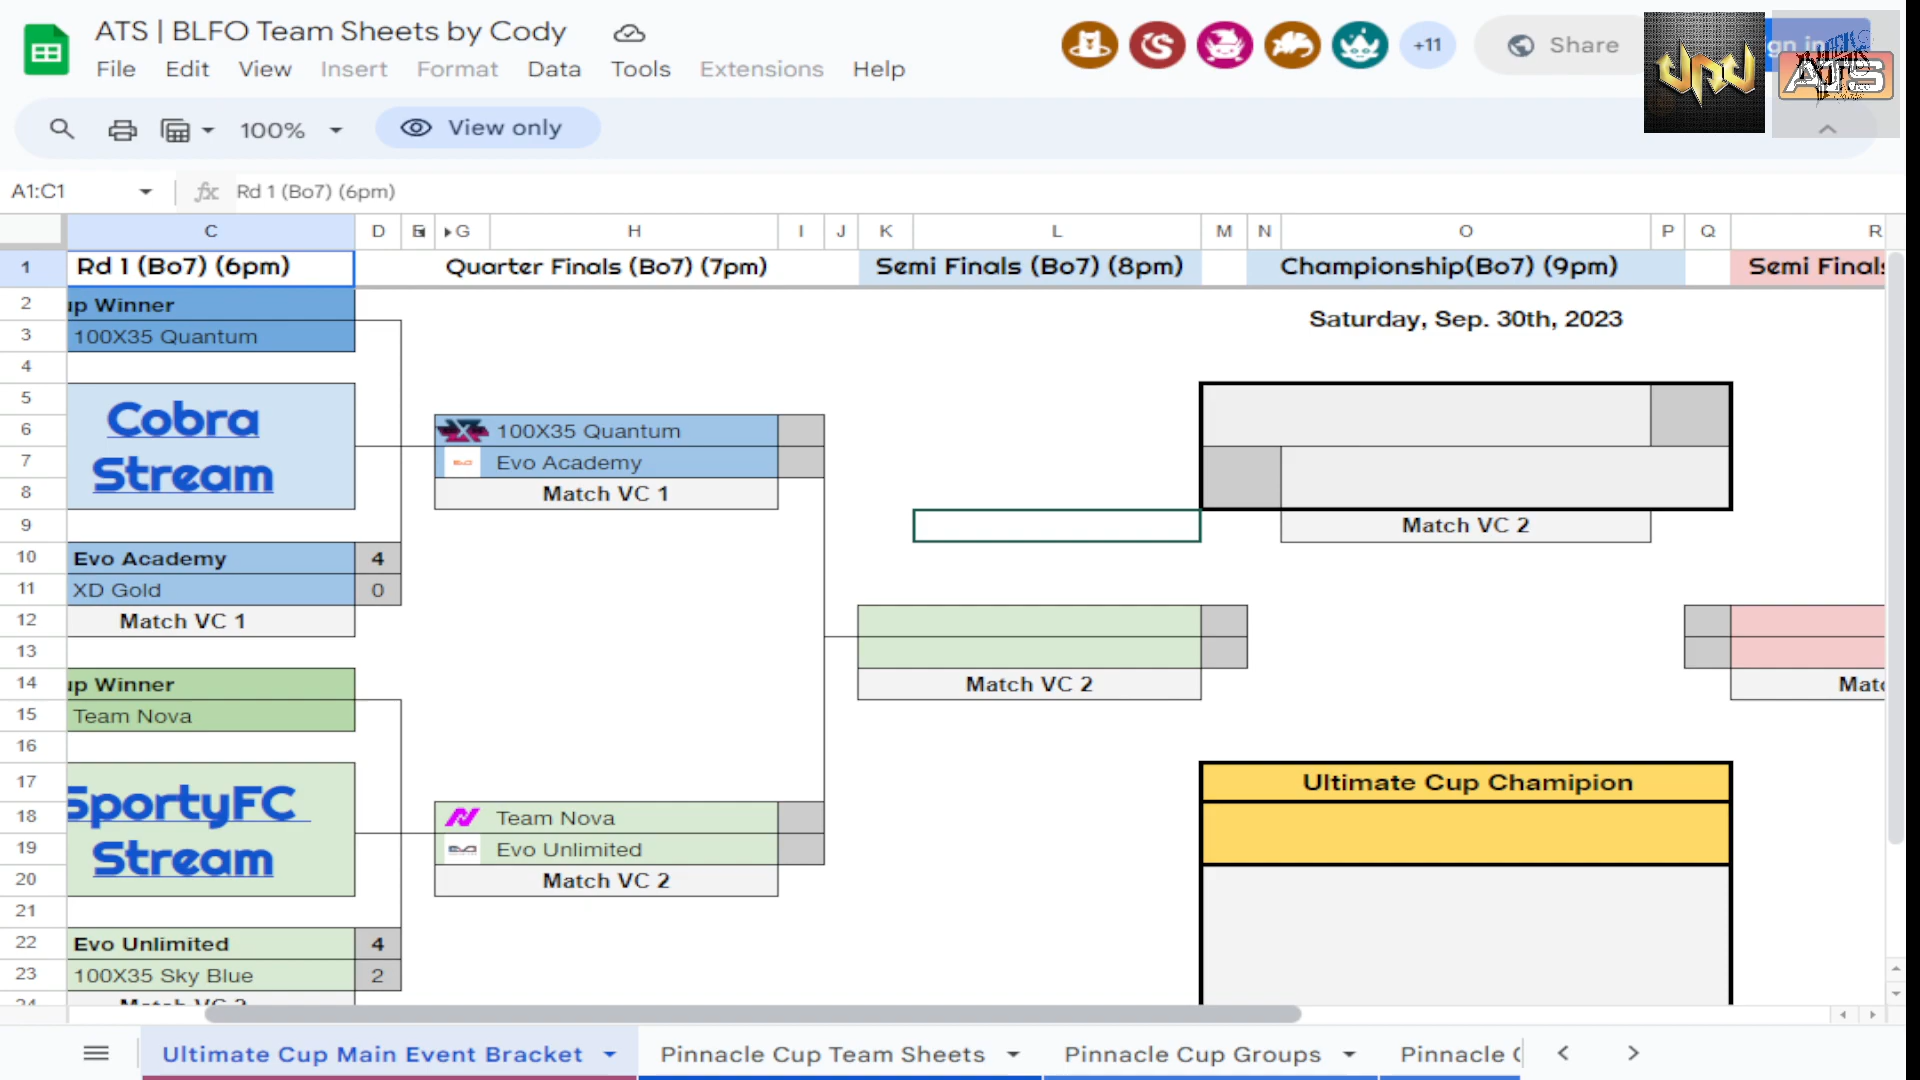 ATS | BLFO Team Sheets by Cody
+11
Share
File Edit View Insert Format Data Tools Extensions Help
ATS
100%
View only
A1:C1
fx Rd 1 (Bo7) (6pm)
C D G H I J K L M N O P Q R
1 Rd 1 (Bo7) (6pm) Quarter Finals (Bo7) (7pm) Semi Finals (Bo7) (8pm) Championship(Bo7) (9pm) Semi Finals
2 up Winner
Saturday, Sep. 30th, 2023
3 100X35 Quantum
4
5
Cobra
Stream
6 100X35 Quantum
7 Evo Academy
8 Match VC 1
9 Match VC 2
10 Evo Academy 4
11 XD Gold 0
12 Match VC 1
13
14 up Winner Match VC 2
15 Team Nova
16
17 Ultimate Cup Chamipion
SportyFC
Stream
18 Team Nova
19 Evo Unlimited
20 Match VC 2
21
22 Evo Unlimited 4
23 100X35 Sky Blue 2
24
Ultimate Cup Main Event Bracket Pinnacle Cup Team Sheets Pinnacle Cup Groups Pinnacle